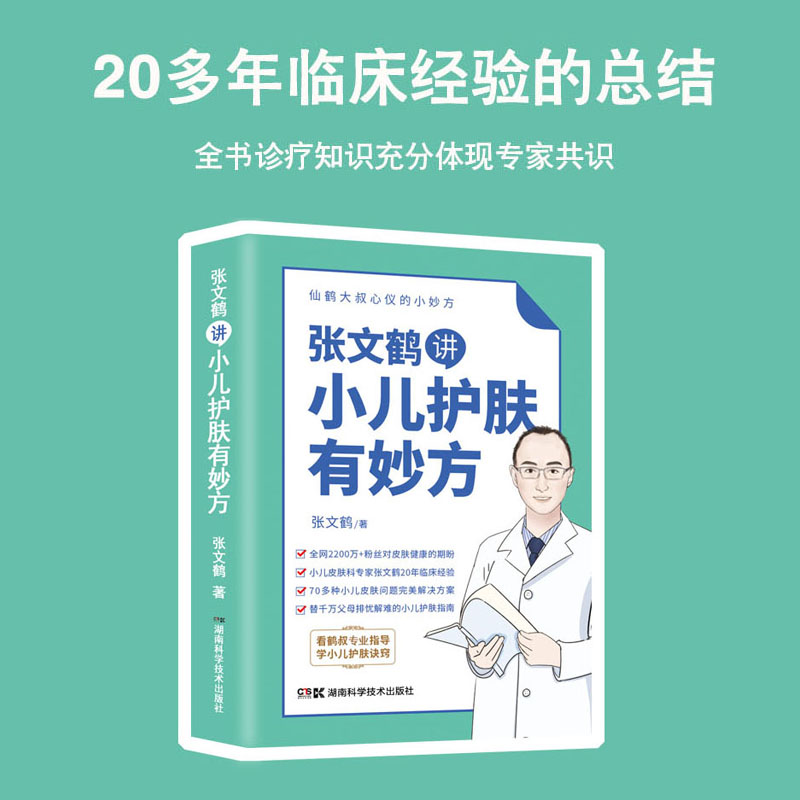 20多年临床经验的总结
全书诊疗知识充分体现专家共识
张文鹤讲小儿护肤有妙方
张文鹤 著
湖南科学技术出版社
仙鹤大叔心仪的小妙方
张文鹤讲
小儿护肤
有妙方
张文鹤/著
全网2200万+粉丝对皮肤健康的期盼
小儿皮肤科专家张文鹤20年临床经验
70多种小儿皮肤问题完美解决方案
替千万父母排忧解难的小儿护肤指南
看鹤叔专业指导
学小儿护肤诀窍
湖南科学技术出版社